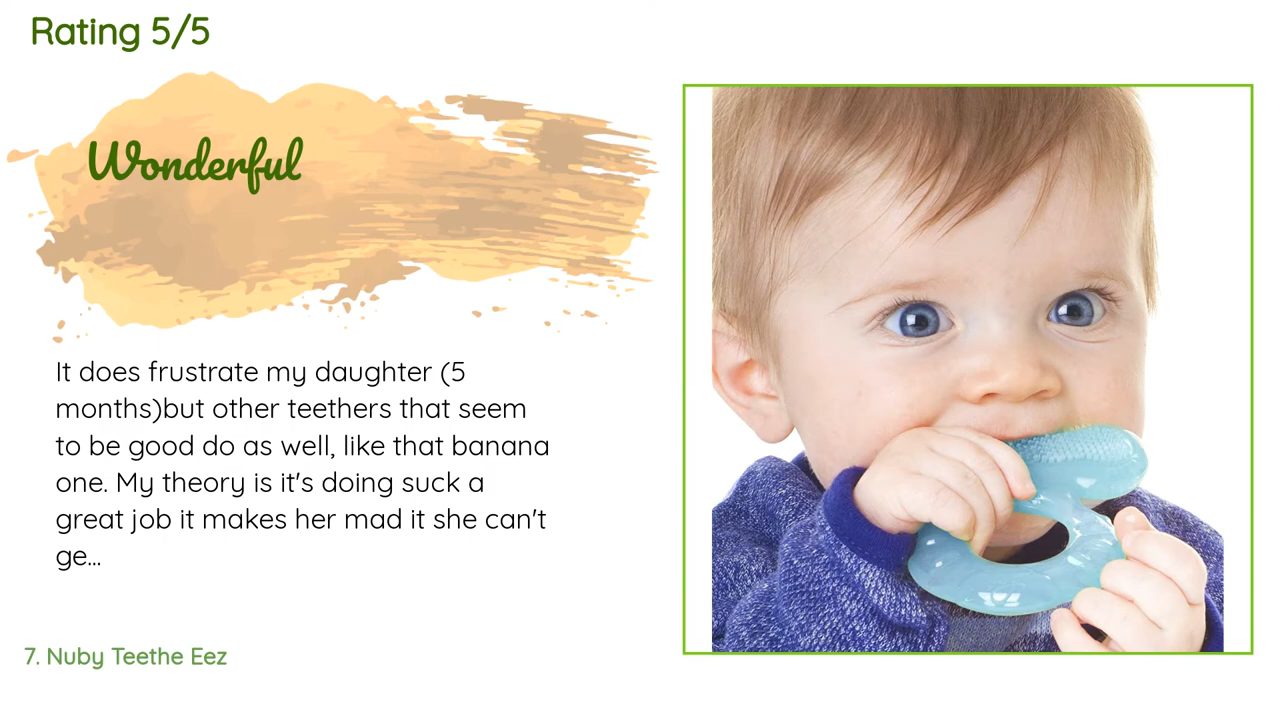 Rating 5/5
Wonderful
It does frustrate my daughter (5
months)but other teethers that seem
to be good do as well, like that banana
one. My theory is it's doing suck a
great job it makes her mad it she can't
ge...
7. Nuby Teethe Eez